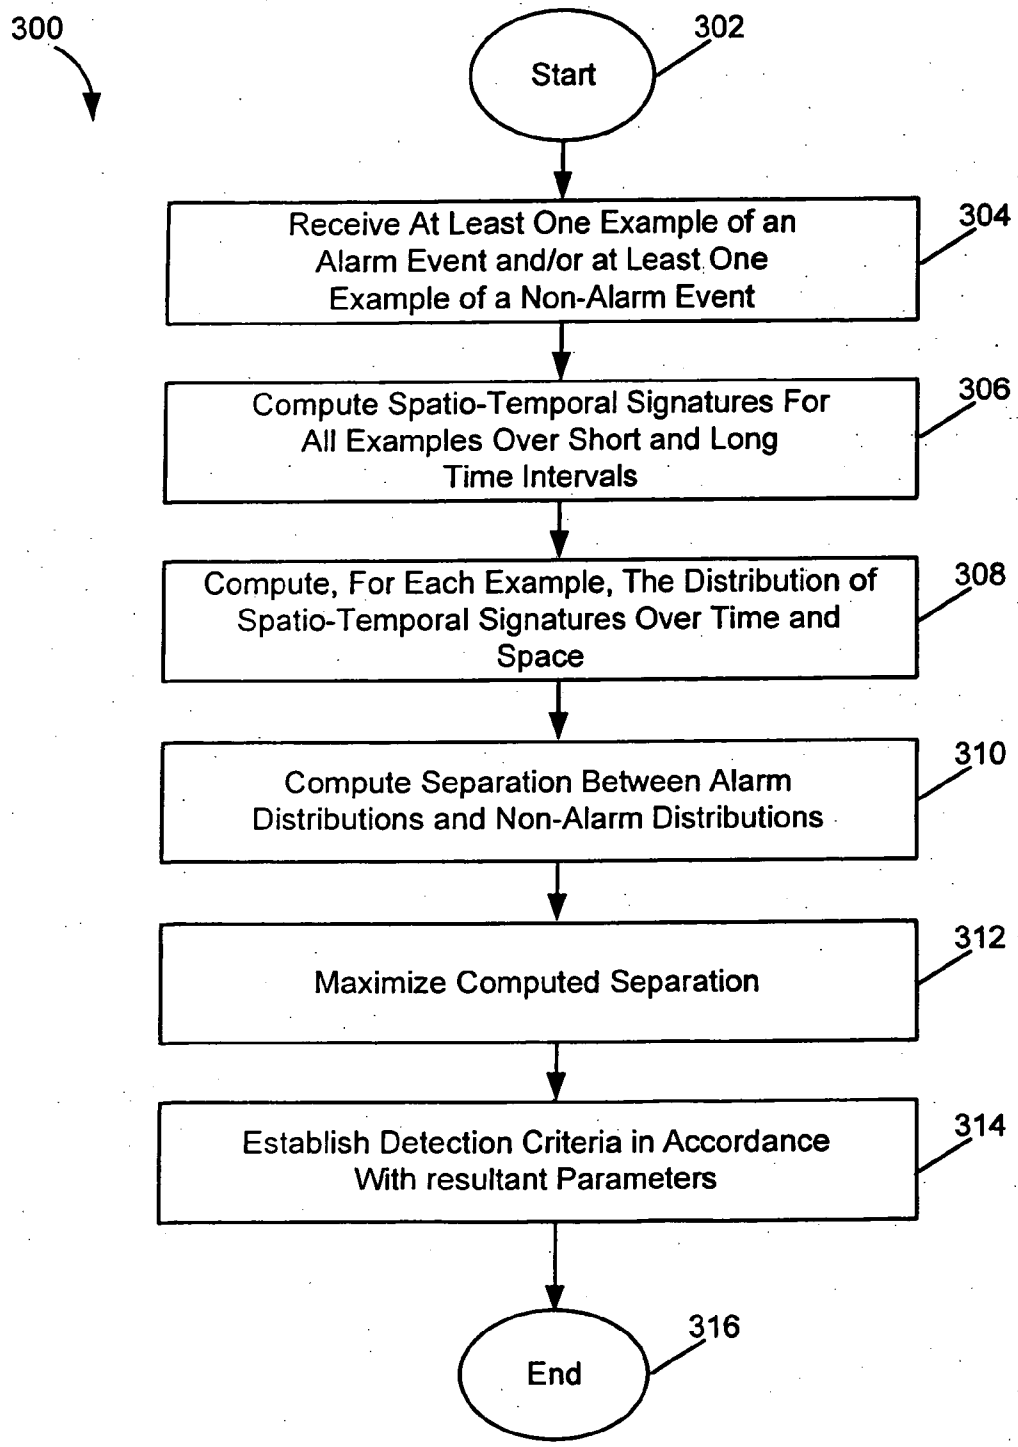 300
302
Start
304
Receive At Least One Example of an
Alarm Event and/or at Least One
Example of a Non-Alarm Event
306
Compute Spatio-Temporal Signatures For
All Examples Over Short and Long
Time Intervals
308
Compute, For Each Example, The Distribution of
Spatio-Temporal Signatures Over Time and
Space
310
Compute Separation Between Alarm
Distributions and Non-Alarm Distributions
312
Maximize Computed Separation
314
Establish Detection Criteria in Accordance
With resultant Parameters
316
End